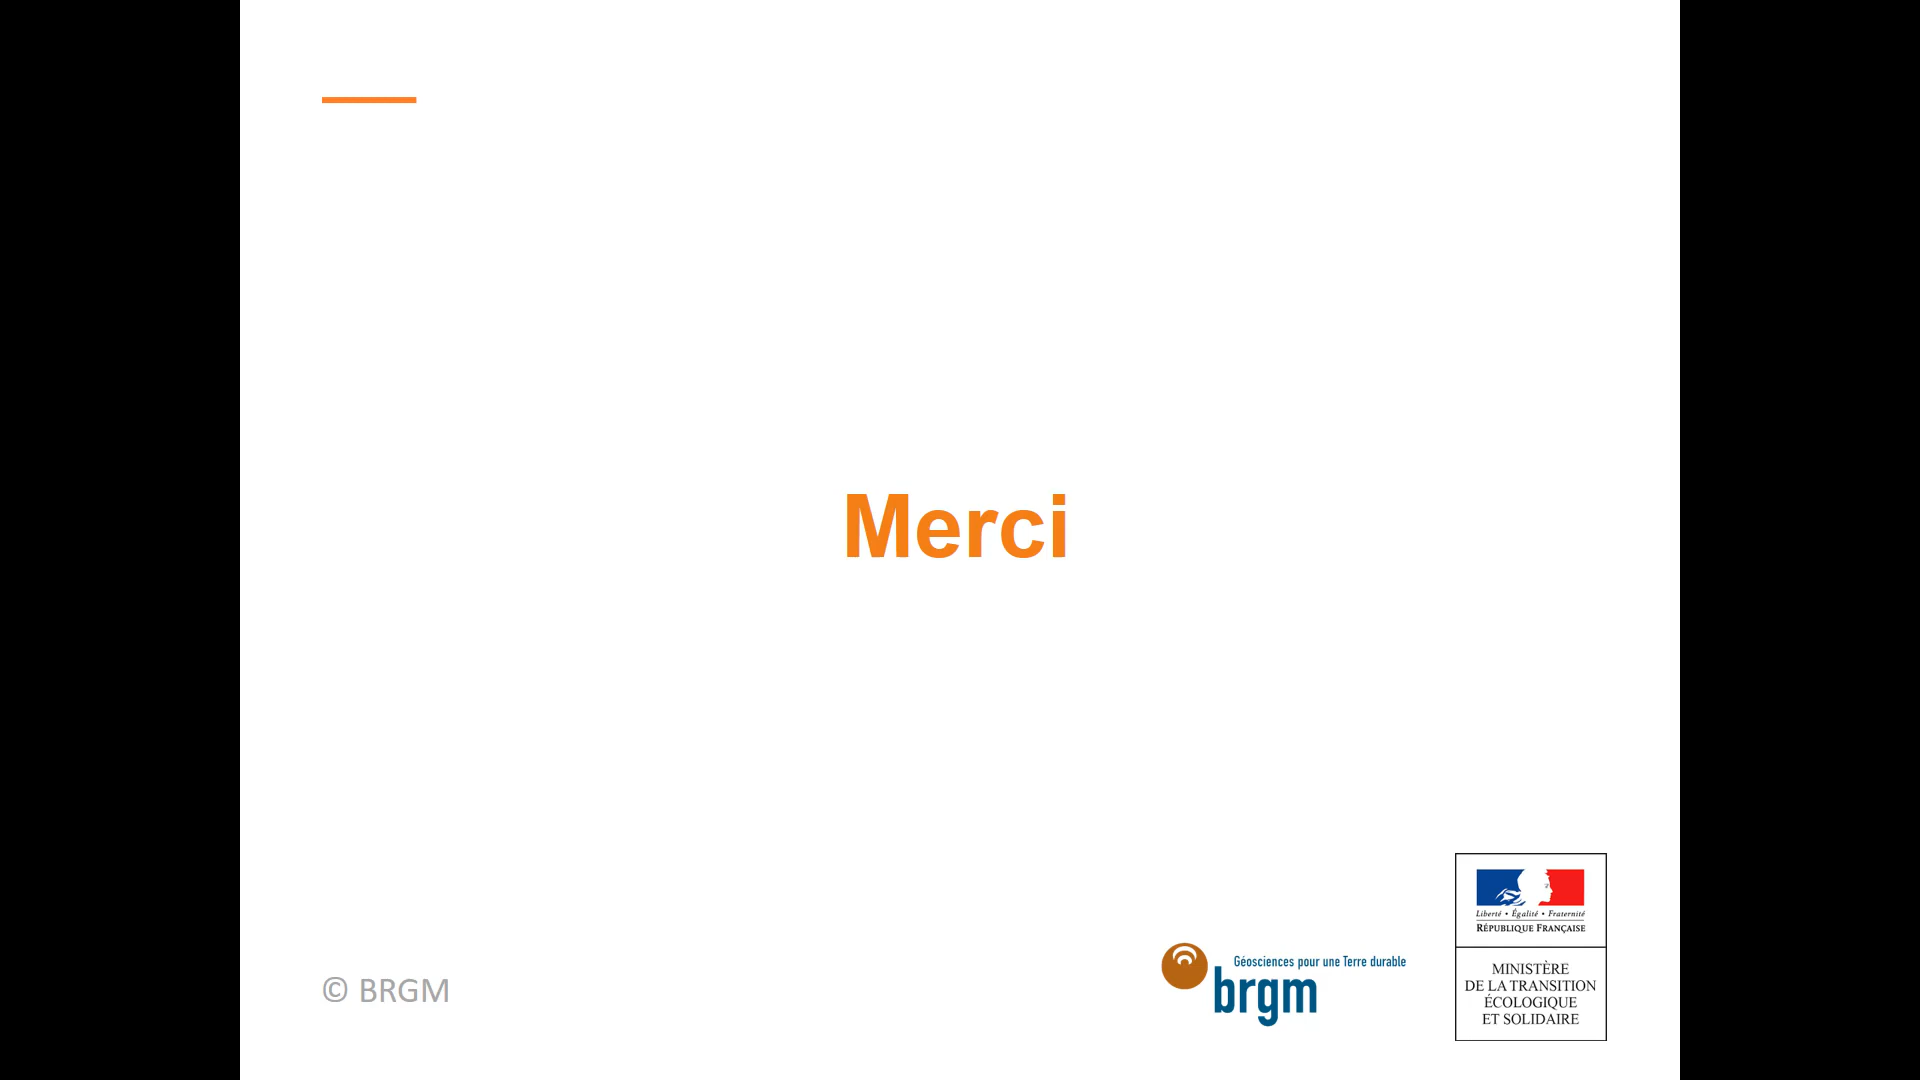 Merci
© BRGM
Géosciences pour une Terre durable
brgm
Liberté • Égalité • Fraternité
RÉPUBLIQUE FRANÇAISE
MINISTÈRE
DE LA TRANSITION
ÉCOLOGIQUE
ET SOLIDAIRE